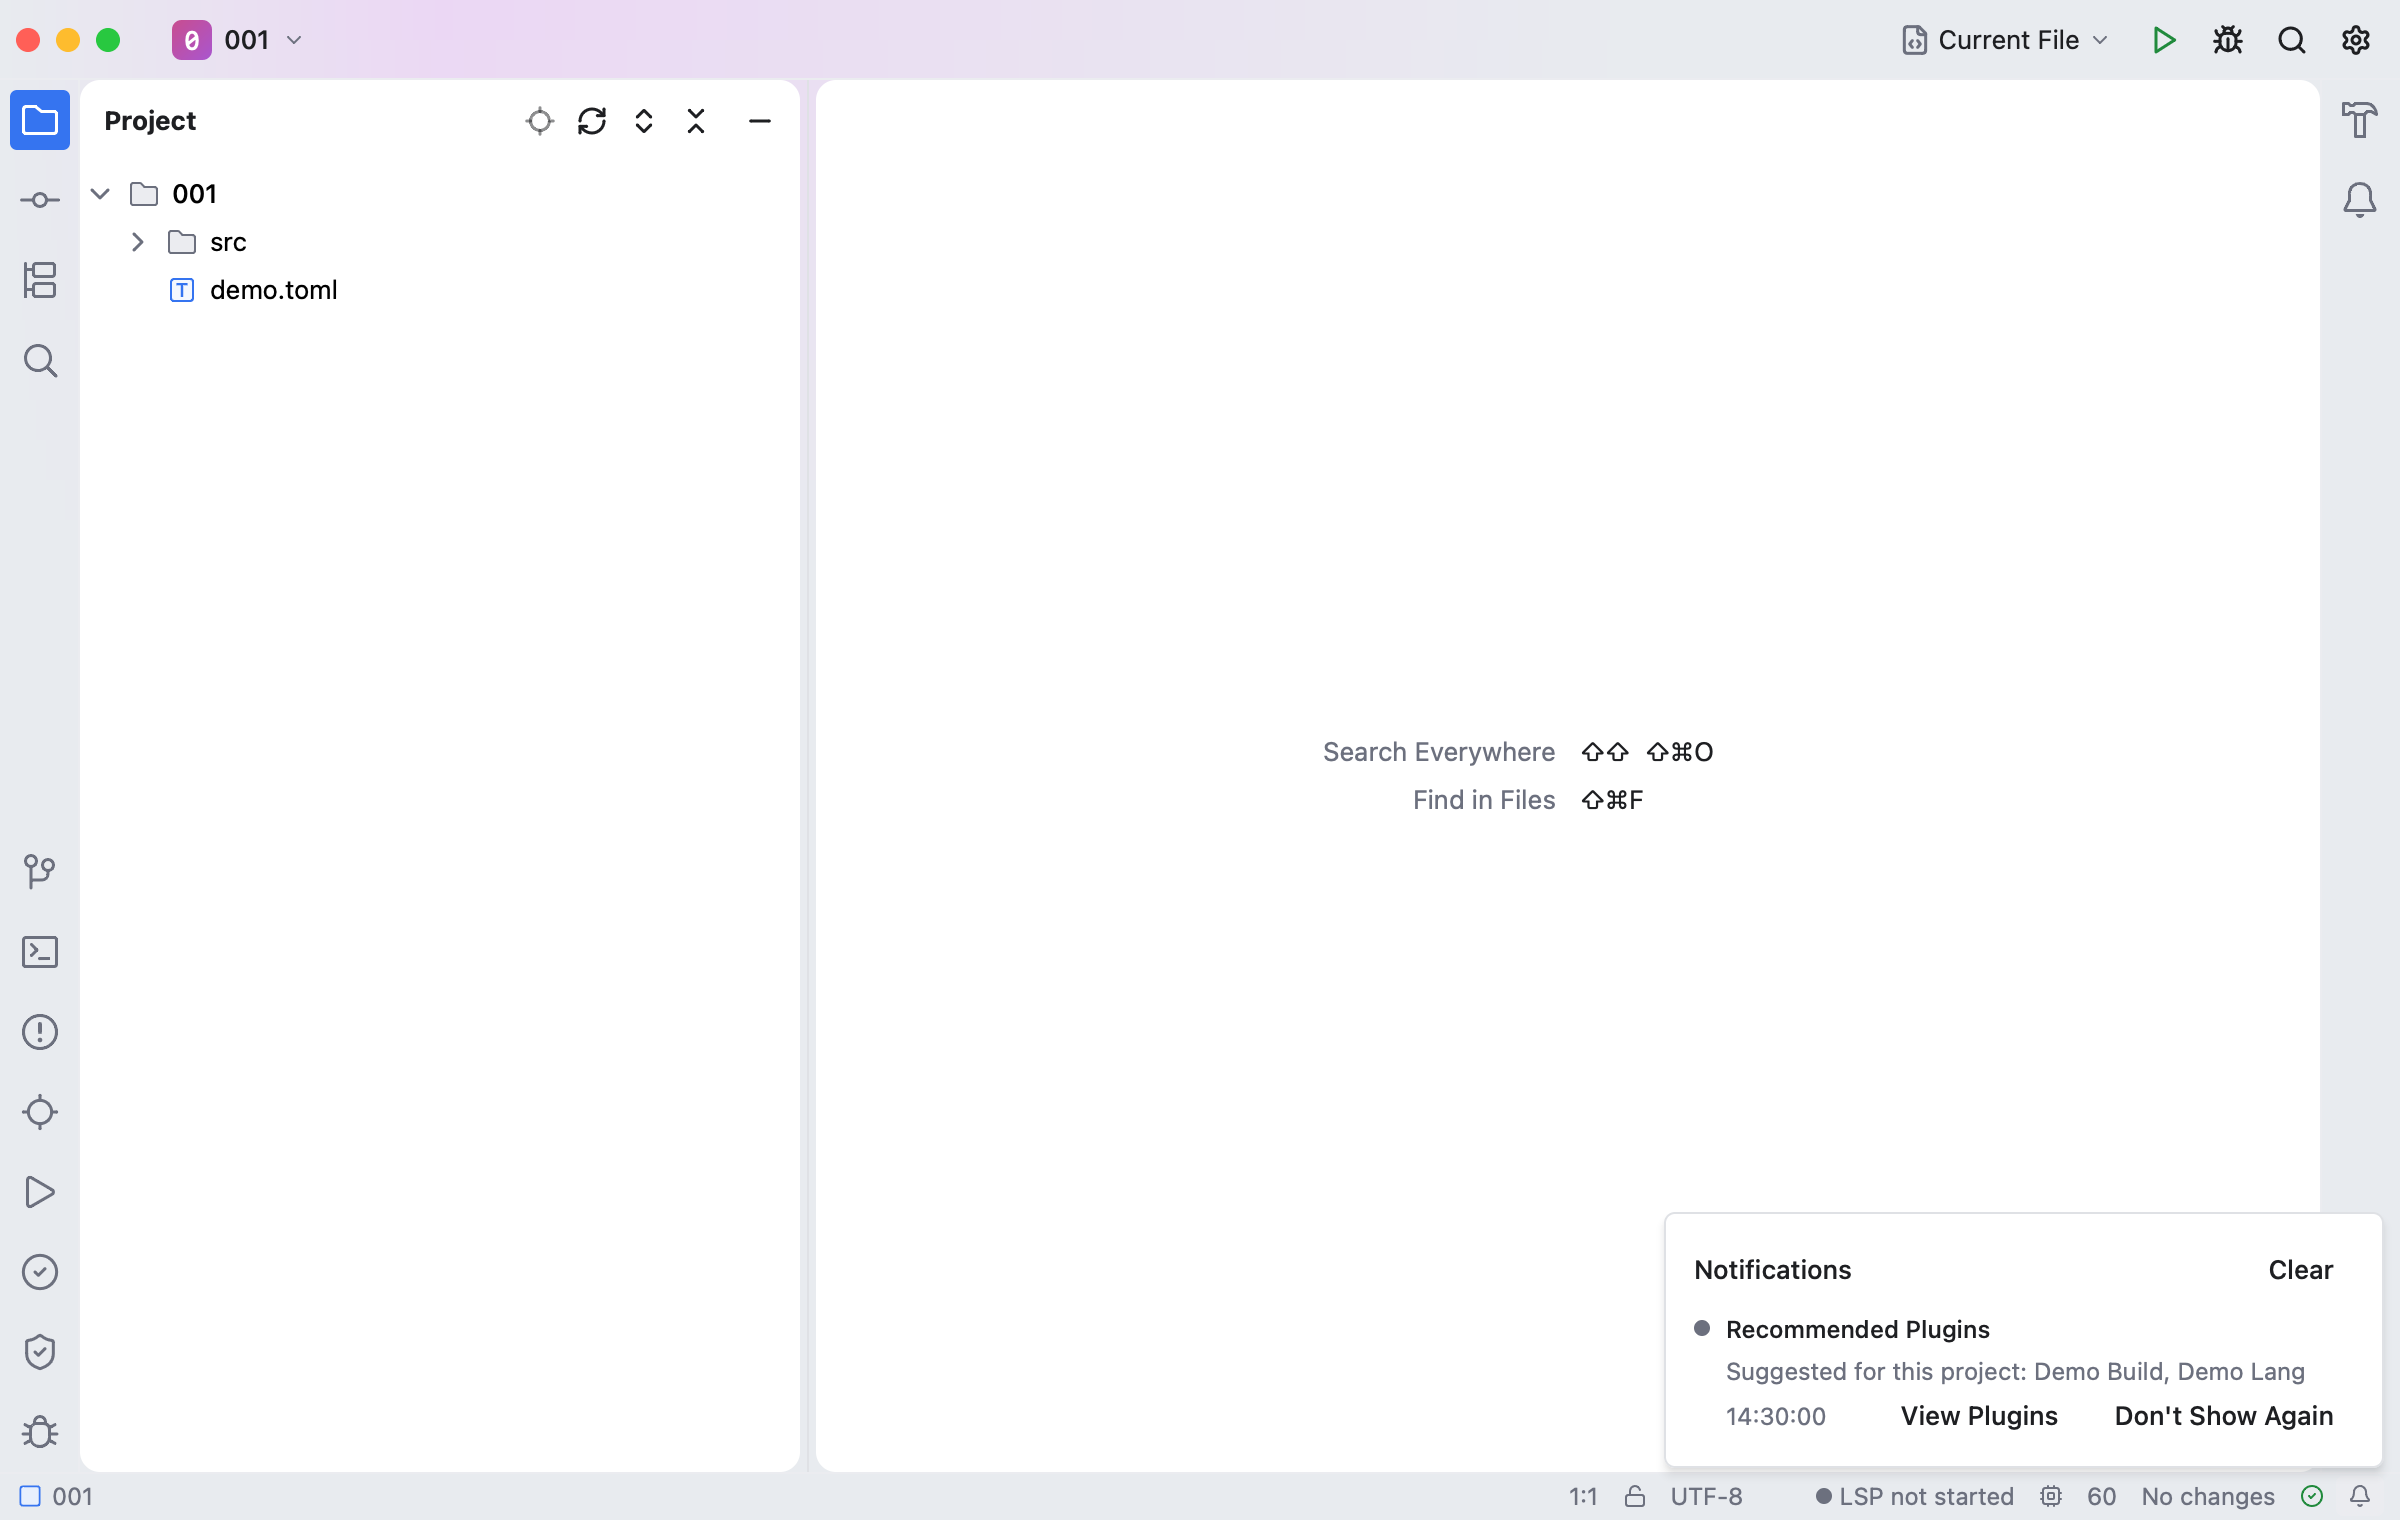 0 001
Current File
Project
001
src
T demo.toml
Search Everywhere ⇧⇧ ⇧⌘O
Find in Files ⇧⌘F
Notifications Clear
Recommended Plugins
Suggested for this project: Demo Build, Demo Lang
14:30:00 View Plugins Don't Show Again
001
1:1 UTF-8 LSP not started 60 No changes